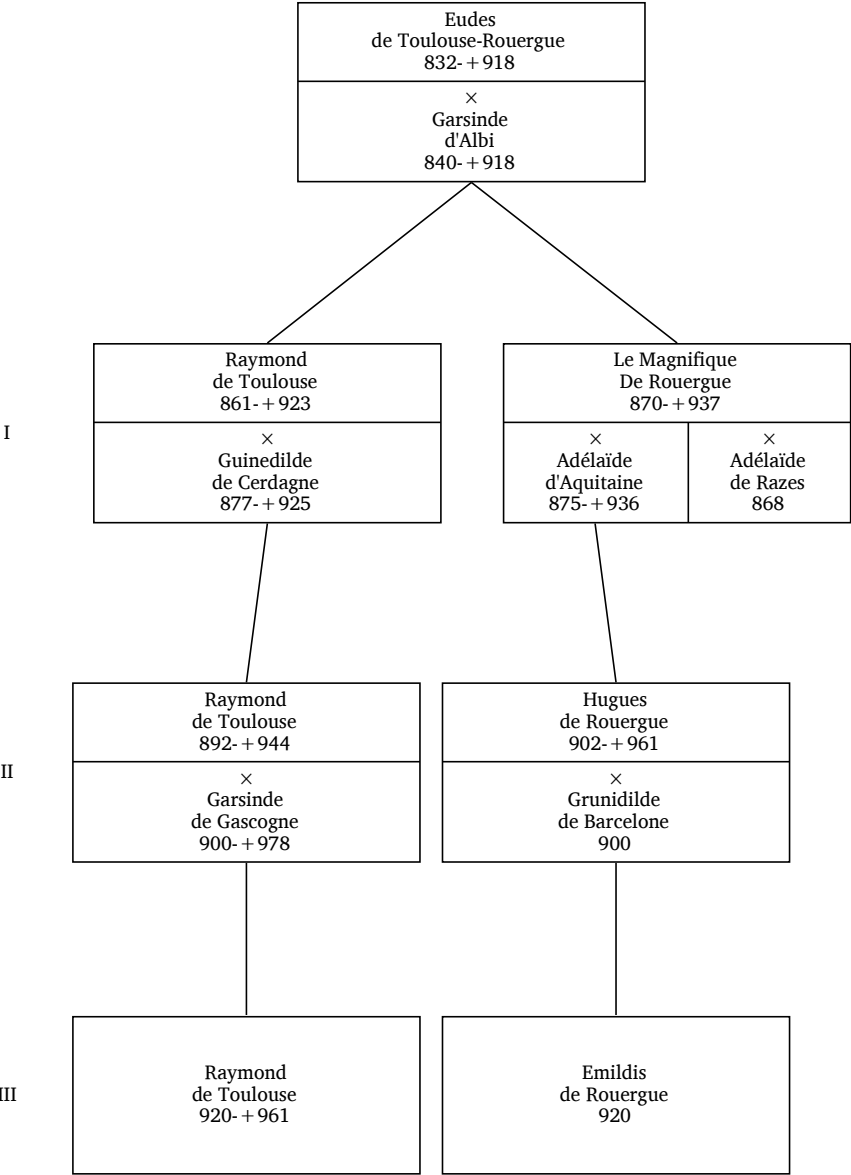 Eudes
de Toulouse-Rouergue
832-+918
×
Garsinde
d'Albi
840-+918
I
Raymond
de Toulouse
861-+923
×
Guinedilde
de Cerdagne
877-+925
Le Magnifique
De Rouergue
870-+937
×
Adélaïde
d'Aquitaine
875-+936
×
Adélaïde
de Razes
868
II
Raymond
de Toulouse
892-+944
×
Garsinde
de Gascogne
900-+978
Hugues
de Rouergue
902-+961
×
Grunidilde
de Barcelone
900
III
Raymond
de Toulouse
920-+961
Emildis
de Rouergue
920